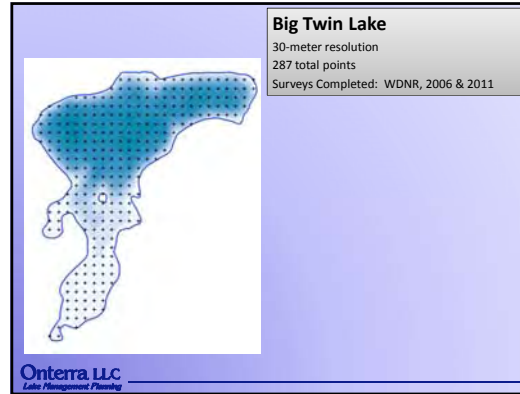 Big Twin Lake
30-meter resolution
287 total points
Surveys Completed: WDNR, 2006 & 2011
Onterra LLC
Lake Management Planning